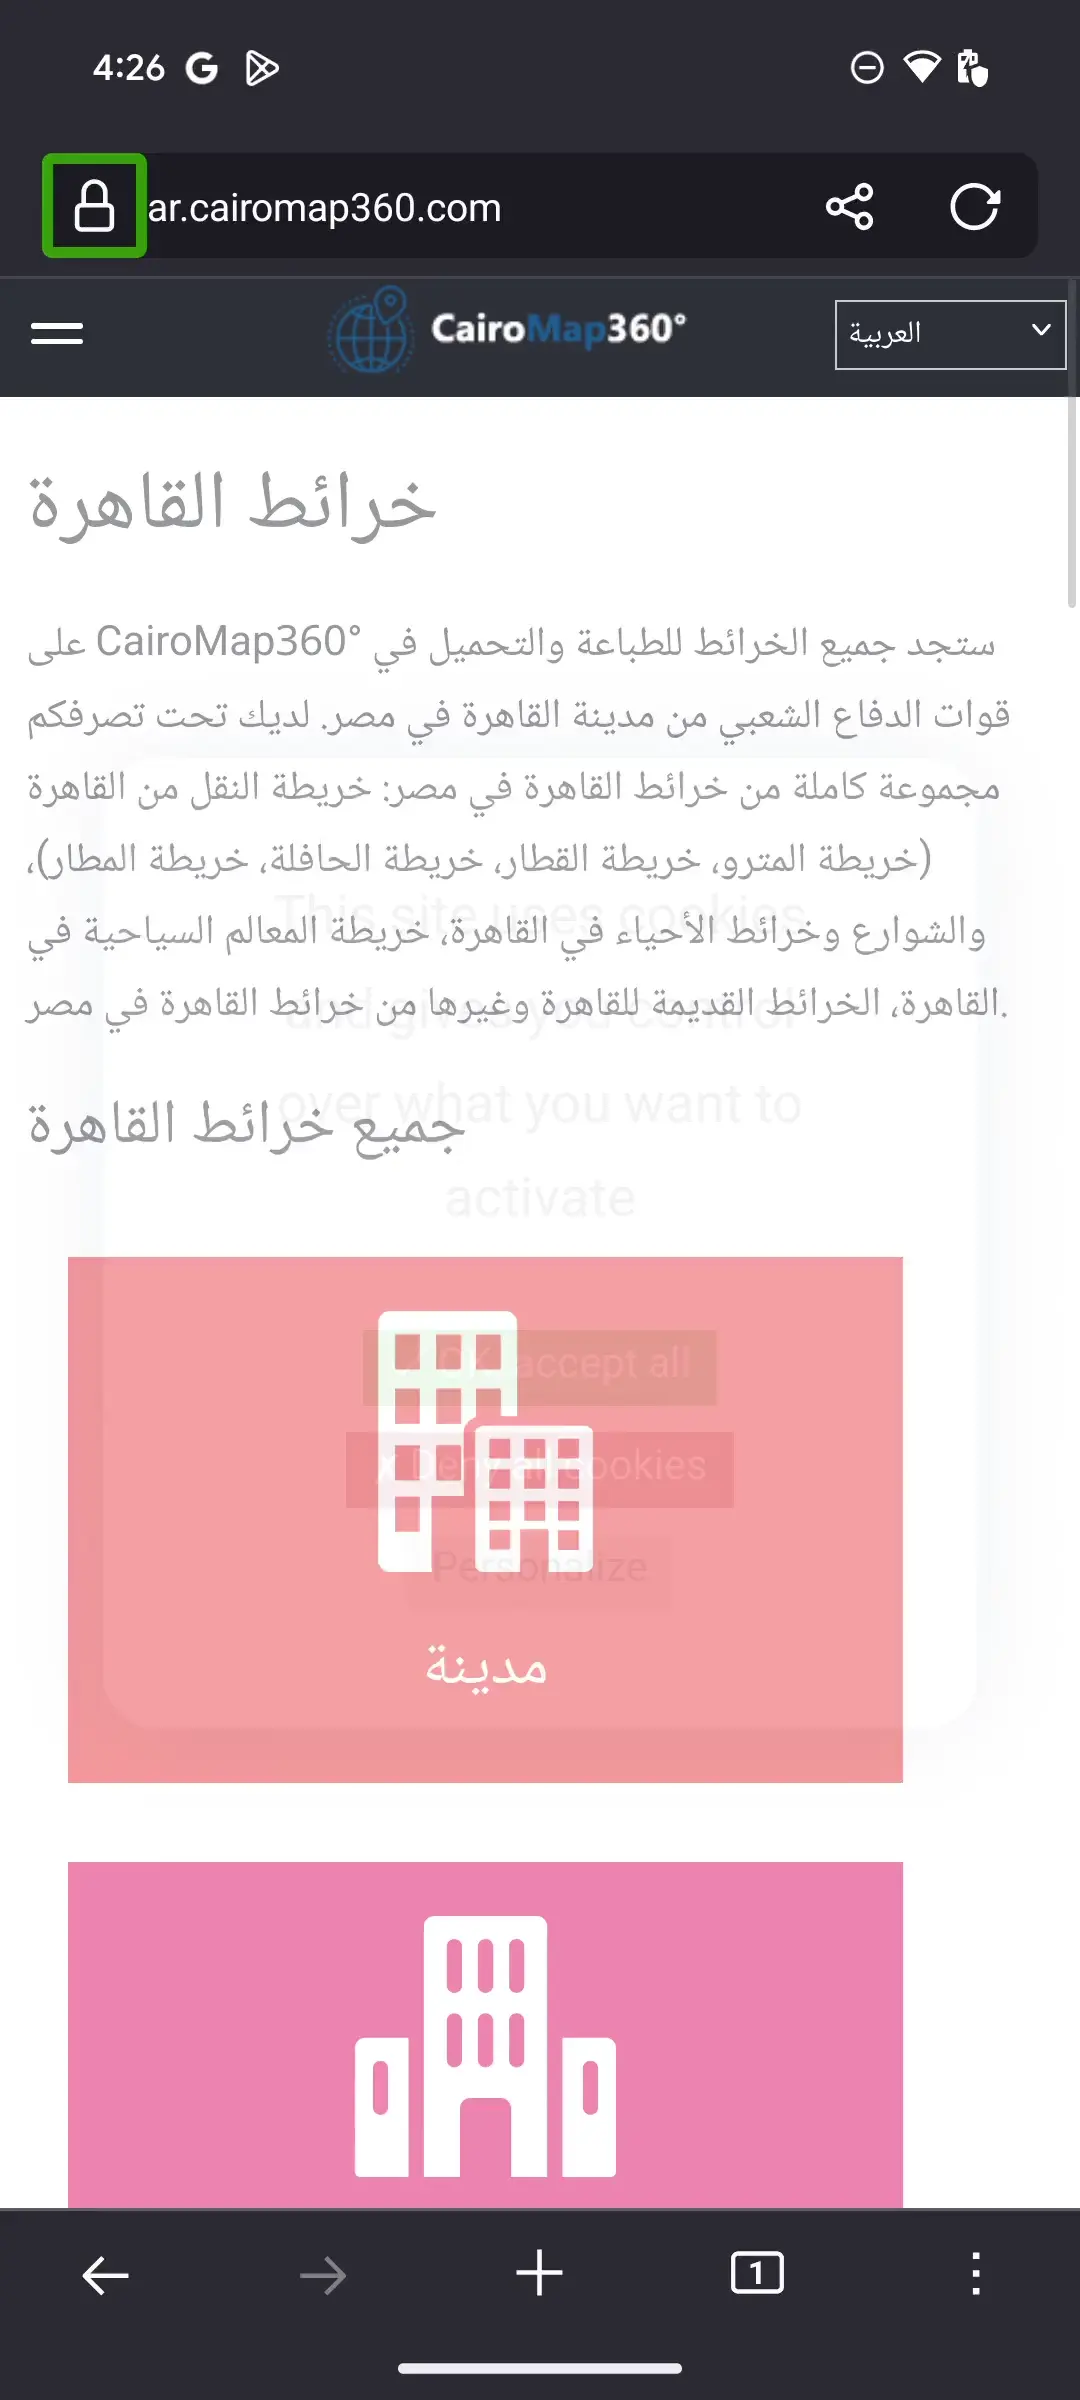 4:26
ar.cairomap360.com
CairoMap360°
العربية
خرائط القاهرة
ستجد جميع الخرائط للطباعة والتحميل في CairoMap360° على
قوات الدفاع الشعبي من مدينة القاهرة في مصر. لديك تحت تصرفكم
مجموعة كاملة من خرائط القاهرة في مصر: خريطة النقل من القاهرة
(خريطة المترو، خريطة القطار، خريطة الحافلة، خريطة المطار)،
والشوارع وخرائط الأحياء في القاهرة، خريطة المعالم السياحية في
القاهرة، الخرائط القديمة للقاهرة وغيرها من خرائط القاهرة في مصر.
This site uses cookies
and gives you control
over what you want to
activate
جميع خرائط القاهرة
✓ OK, accept all
✗ Deny all cookies
Personalize
مدينة
1